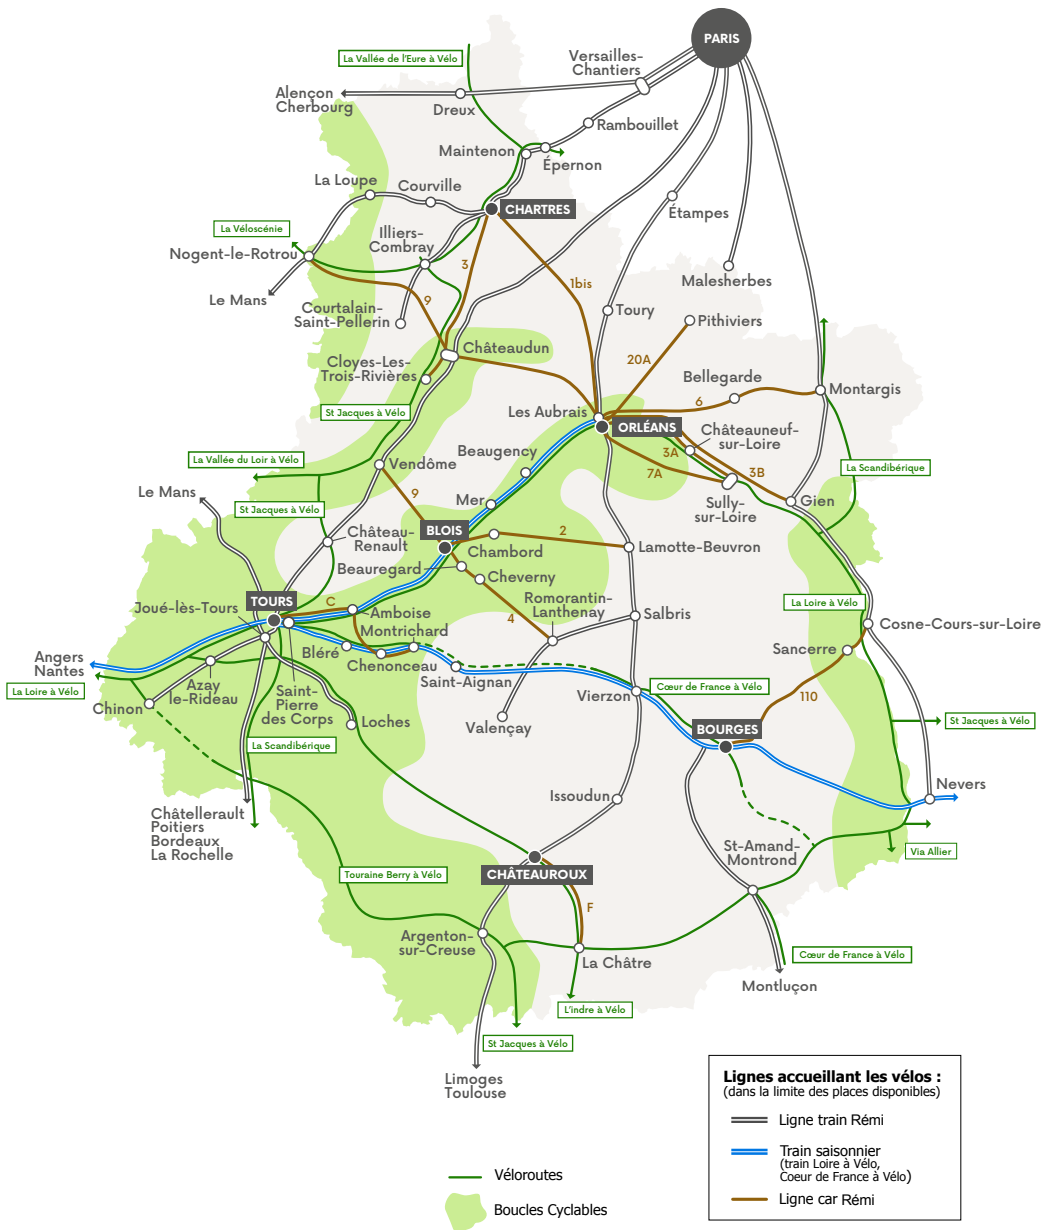 PARIS
La Vallée de l'Eure à Vélo
Versailles-
Chantiers
Alençon
Cherbourg
Dreux
Rambouillet
Maintenon
Épernon
La Loupe
Courville
CHARTRES
Étampes
La Véloscénie
Illiers-
Combray
Nogent-le-Rotrou
3
1bis
Malesherbes
Le Mans
9
Courtalain-
Saint-Pellerin
Toury
Pithiviers
Châteaudun
20A
Cloyes-Les-
Trois-Rivières
Bellegarde
Montargis
6
St Jacques à Vélo
Les Aubrais
ORLÉANS
Châteauneuf-
sur-Loire
La Vallée du Loir à Vélo
Vendôme
Beaugency
3A
7A
3B
La Scandibérique
Le Mans
9
Mer
Sully-
sur-Loire
Gien
St Jacques à Vélo
Château-
Renault
BLOIS
Chambord
2
Lamotte-Beuvron
Beauregard
Cheverny
TOURS
C
Joué-lès-Tours
Amboise
Romorantin-
Lanthenay
Salbris
La Loire à Vélo
Cosne-Cours-sur-Loire
Montrichard
4
Bléré
Chenonceau
Sancerre
Angers
Nantes
Saint-Aignan
La Loire à Vélo
Azay
le-Rideau
Saint-
Pierre
des Corps
Vierzon
Cœur de France à Vélo
110
Chinon
Loches
Valençay
BOURGES
St Jacques à Vélo
La Scandibérique
Issoudun
Nevers
Châtellerault
Poitiers
Bordeaux
La Rochelle
St-Amand-
Montrond
Via Allier
Touraine Berry à Vélo
CHÂTEAUROUX
F
Argenton-
sur-Creuse
La Châtre
Cœur de France à Vélo
Montluçon
L'indre à Vélo
St Jacques à Vélo
Limoges
Toulouse
Lignes accueillant les vélos :
(dans la limite des places disponibles)
Ligne train Rémi
Train saisonnier
(train Loire à Vélo,
Coeur de France à Vélo)
Ligne car Rémi
Véloroutes
Boucles Cyclables